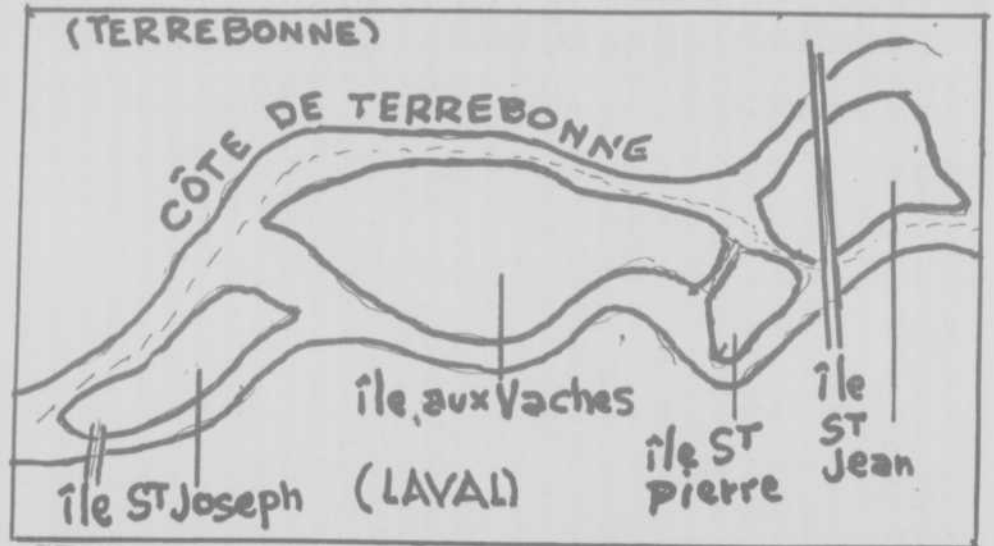 (TERREBONNE)
CÔTE DE TERREBONNE
île aux Vaches
île ST
Pierre
île
ST
Jean
île ST Joseph
(LAVAL)